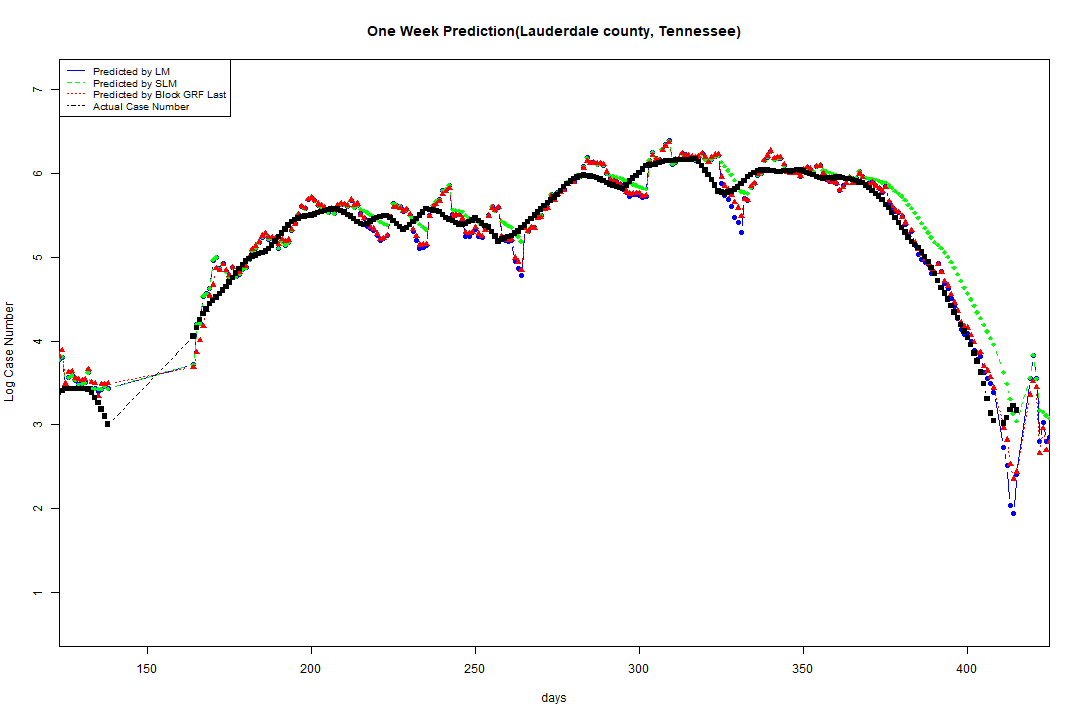 One Week Prediction(Lauderdale county, Tennessee)
Predicted by LM
Predicted by SLM
Predicted by Block GRF Last
Actual Case Number
7
6
5
4
3
2
1
Log Case Number
150 200 250 300 350 400
days